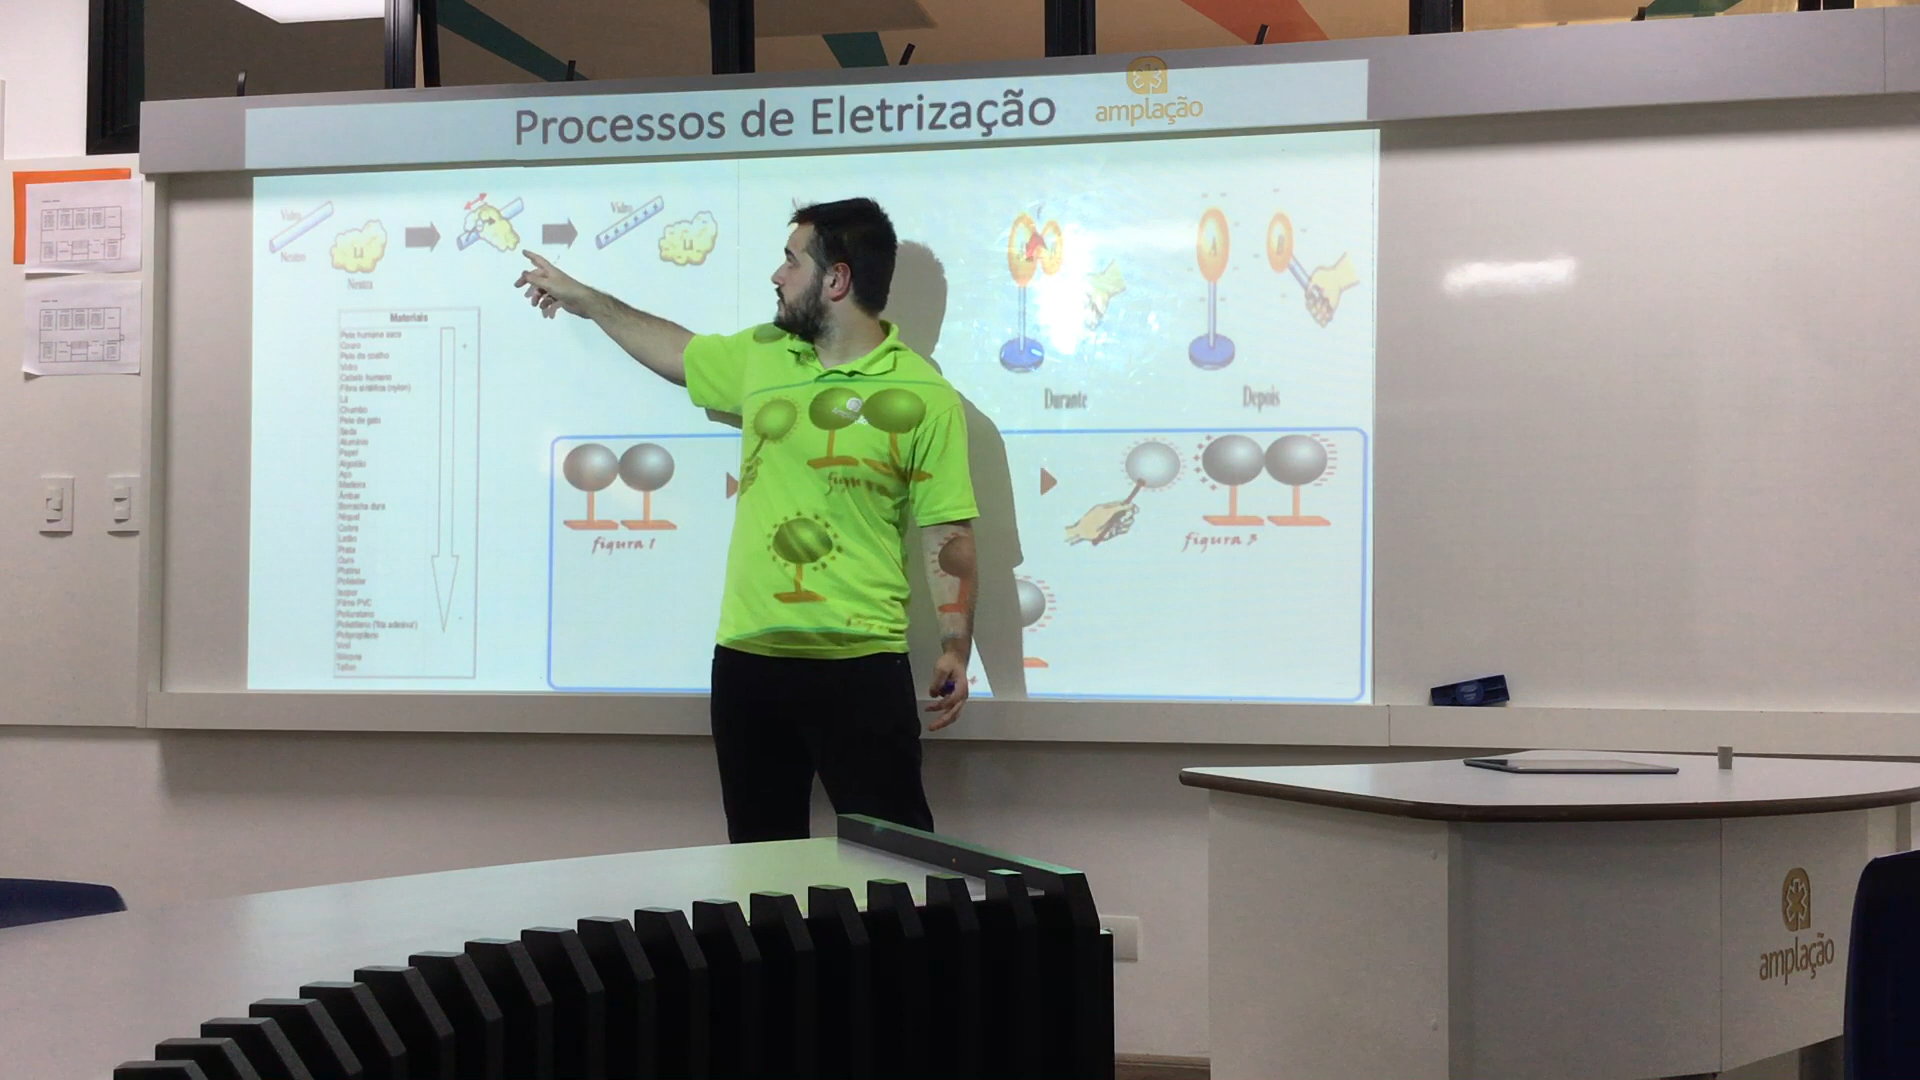 Processos de Eletrização
amplação
Vidro
Neutro
Lã
Neutra
Vidro
Lã
Durante
A
B
Depois
Materiais
Pele humana seca
Couro
Pele de coelho
Vidro
Cabelo humano
Fibra sintética (nylon)
Lã
Chumbo
Pele de gato
Seda
Alumínio
Papel
Algodão
Aço
Madeira
Âmbar
Borracha dura
Níquel
Cobre
Latão
Prata
Ouro
Platina
Poliéster
Isopor
Filme PVC
Poliuretano
Polietileno ('fita adesiva')
Polipropileno
Vinil
Silicone
Teflon
figura 1
figura 3
amplação